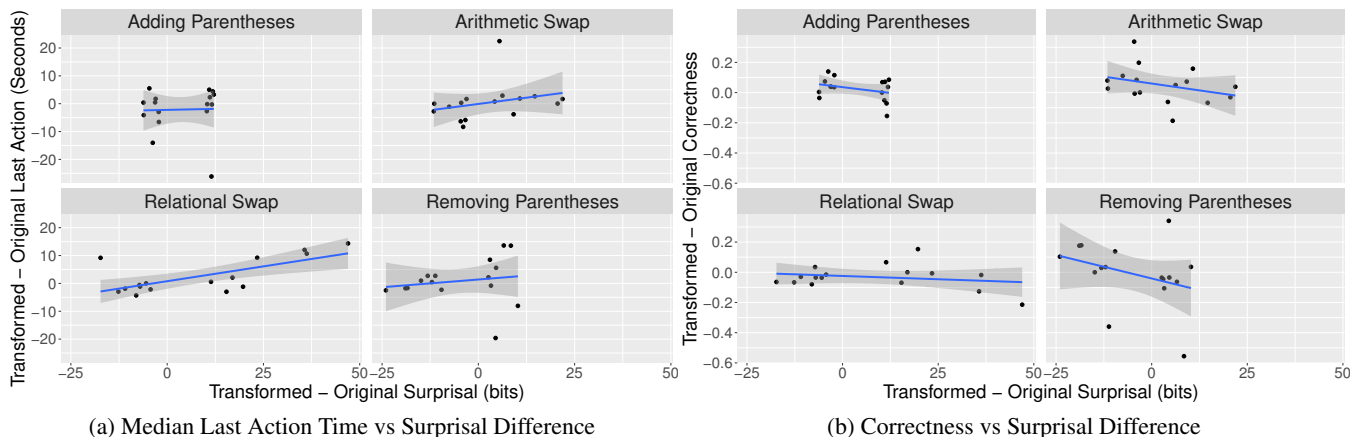 Adding Parentheses
Arithmetic Swap
Relational Swap
Removing Parentheses
Transformed − Original Last Action (Seconds)
20
10
0
−10
−20
10
0
−10
−20
−25
0
25
50
−25
0
25
50
Transformed − Original Surprisal (bits)
(a) Median Last Action Time vs Surprisal Difference
Adding Parentheses
Arithmetic Swap
Relational Swap
Removing Parentheses
Transformed − Original Correctness
0.2
0.0
−0.2
−0.4
−0.6
0.2
0.0
−0.2
−0.4
−0.6
0
25
50
−25
0
25
50
Transformed − Original Surprisal (bits)
(b) Correctness vs Surprisal Difference